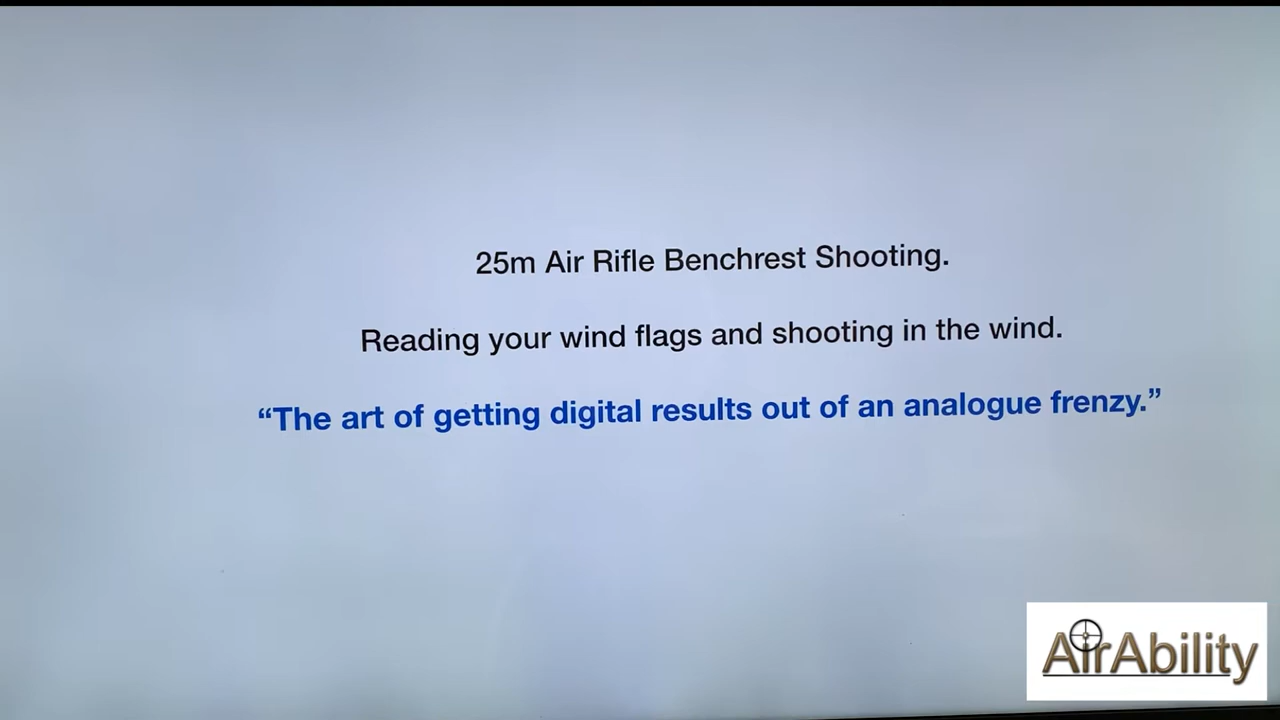 25m Air Rifle Benchrest Shooting.
Reading your wind flags and shooting in the wind.
“The art of getting digital results out of an analogue frenzy.”
AirAbility